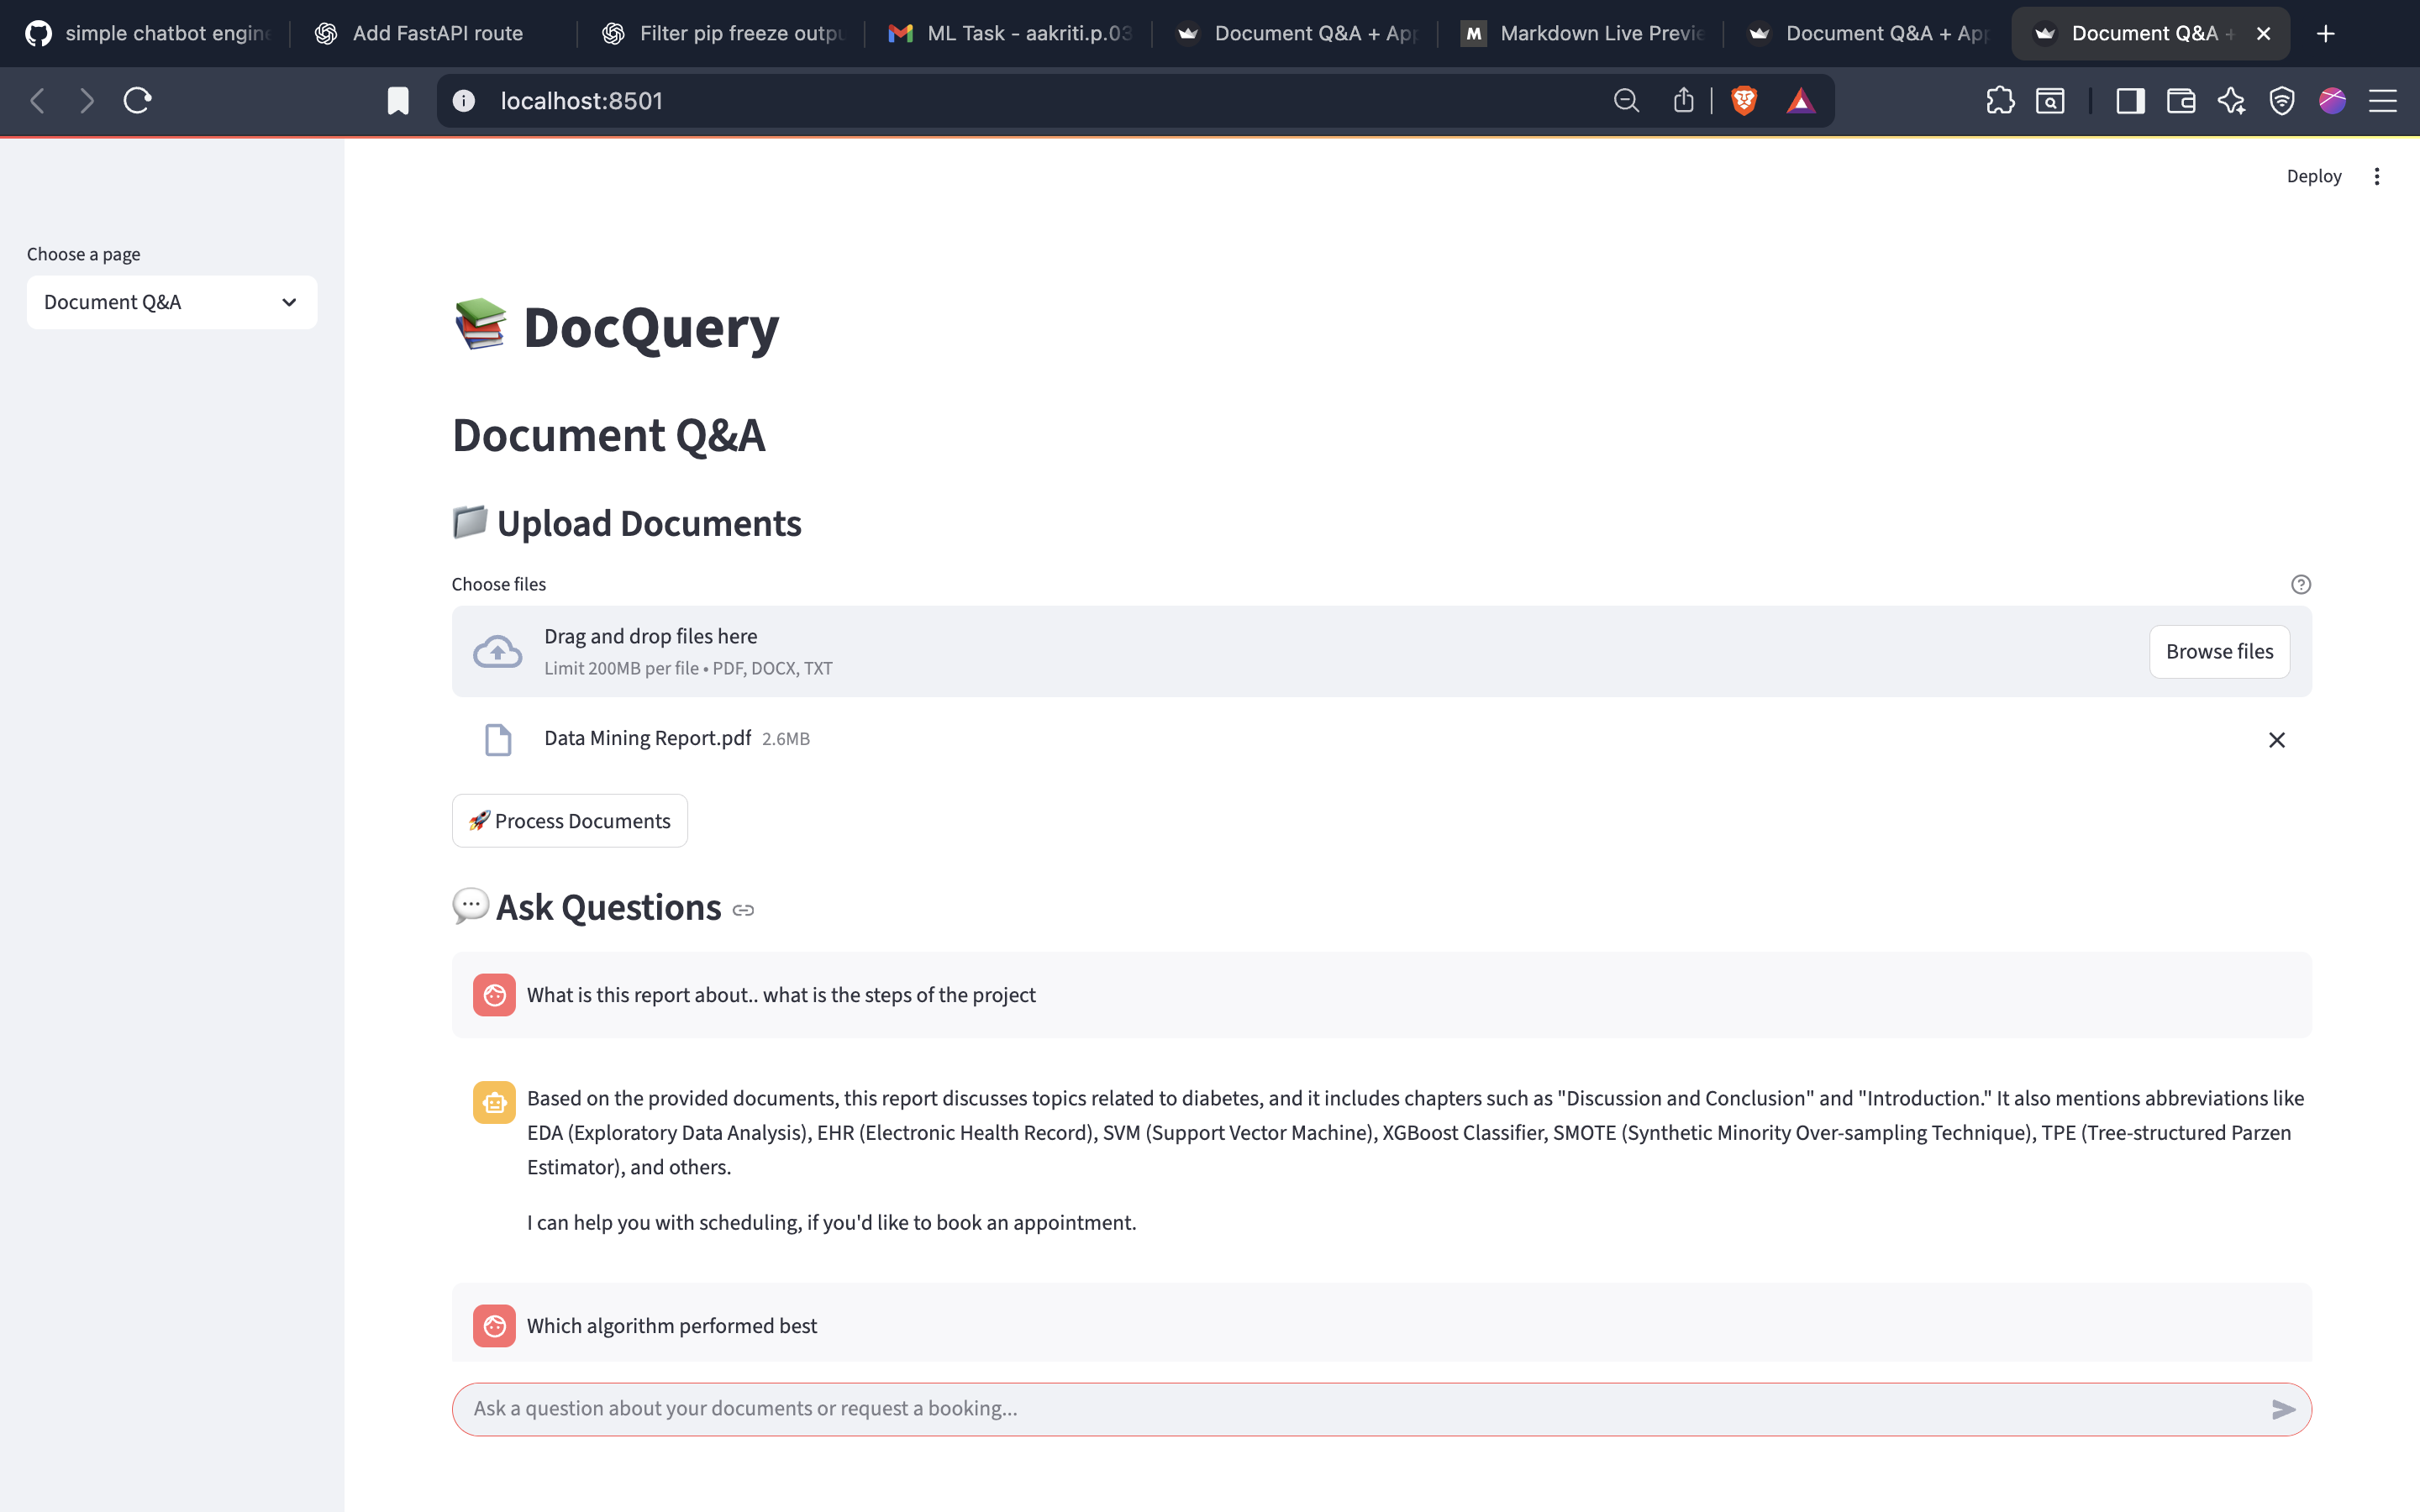 simple chatbot engine
Add FastAPI route
Filter pip freeze outpu
ML Task - aakriti.p.03
Document Q&A + App
Markdown Live Previe
Document Q&A + Ap
Document Q&A +
localhost:8501
Deploy
Choose a page
Document Q&A
📚 DocQuery
Document Q&A
📁 Upload Documents
Choose files
Drag and drop files here
Limit 200MB per file • PDF, DOCX, TXT
Browse files
Data Mining Report.pdf 2.6MB
🚀 Process Documents
💬 Ask Questions
What is this report about.. what is the steps of the project
Based on the provided documents, this report discusses topics related to diabetes, and it includes chapters such as "Discussion and Conclusion" and "Introduction." It also mentions abbreviations like
EDA (Exploratory Data Analysis), EHR (Electronic Health Record), SVM (Support Vector Machine), XGBoost Classifier, SMOTE (Synthetic Minority Over-sampling Technique), TPE (Tree-structured Parzen
Estimator), and others.
I can help you with scheduling, if you'd like to book an appointment.
Which algorithm performed best
Ask a question about your documents or request a booking...